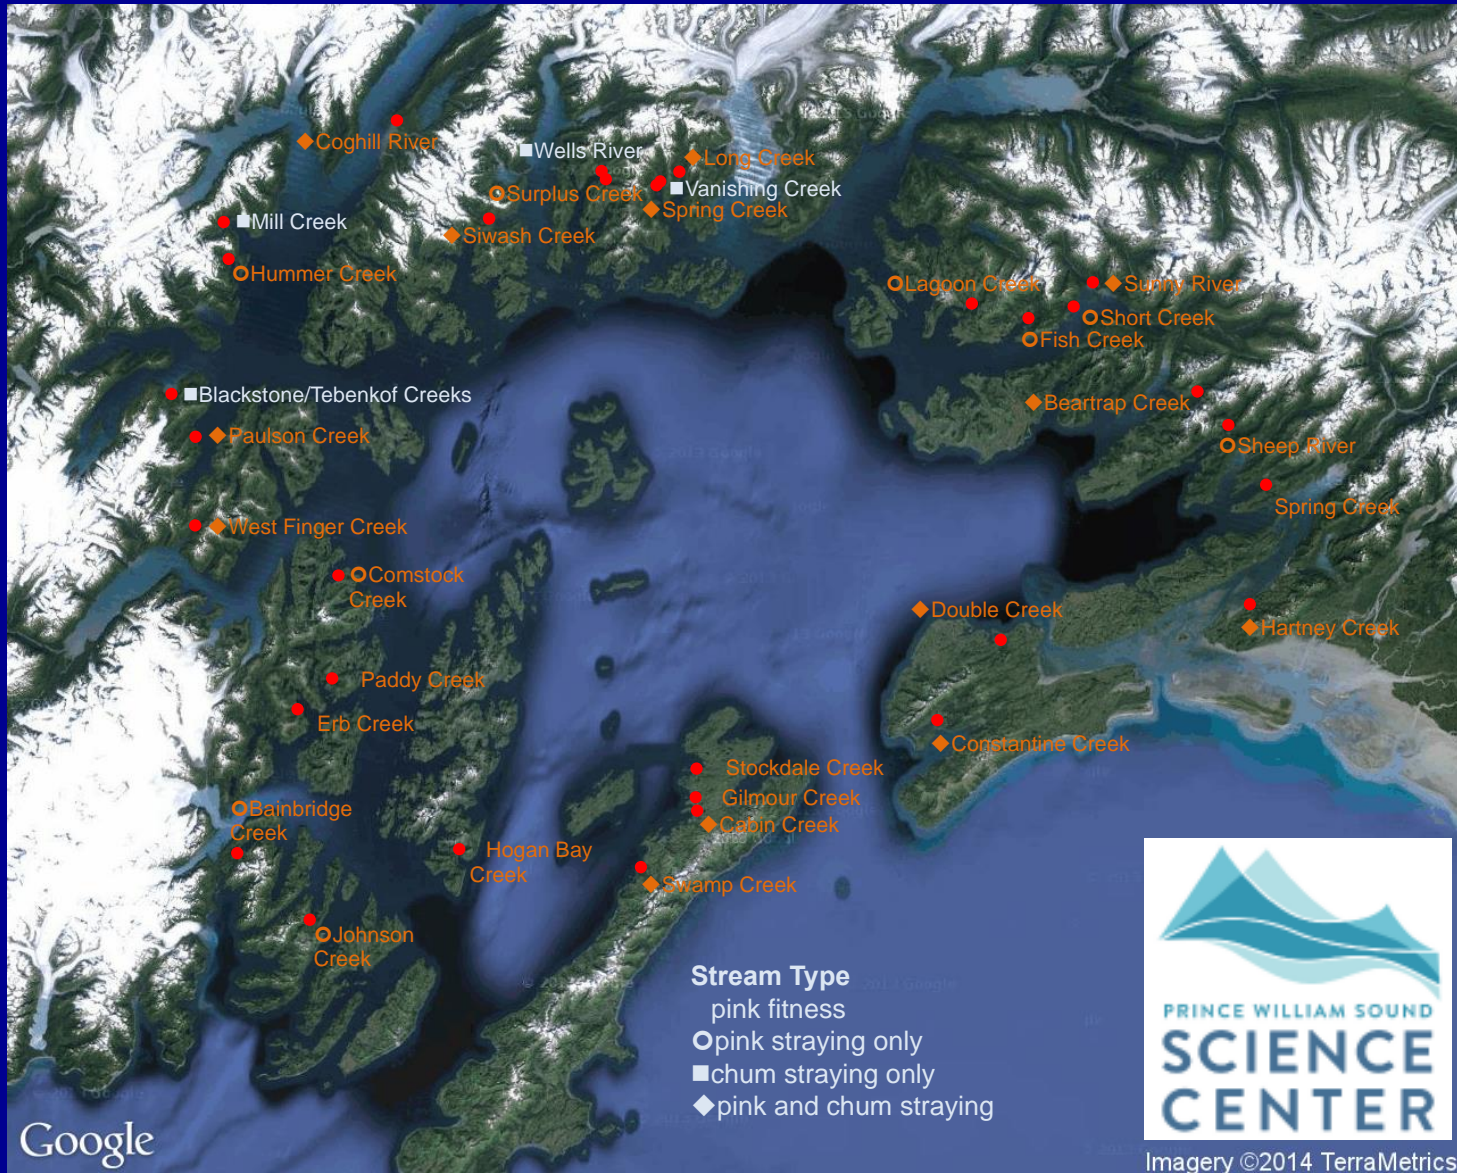 Coghill River
Wells River
Long Creek
Surplus Creek
Vanishing Creek
Spring Creek
Mill Creek
Siwash Creek
Hummer Creek
Lagoon Creek
Sunny River
Short Creek
Fish Creek
Blackstone/Tebenkof Creeks
Beartrap Creek
Paulson Creek
Sheep River
Spring Creek
West Finger Creek
Comstock
Creek
Double Creek
Hartney Creek
Paddy Creek
Erb Creek
Constantine Creek
Stockdale Creek
Gilmour Creek
Bainbridge
Creek
Cabin Creek
Hogan Bay
Creek
Swamp Creek
Johnson
Creek
Stream Type
pink fitness
pink straying only
chum straying only
pink and chum straying
PRINCE WILLIAM SOUND
SCIENCE
CENTER
Google
Imagery ©2014 TerraMetrics